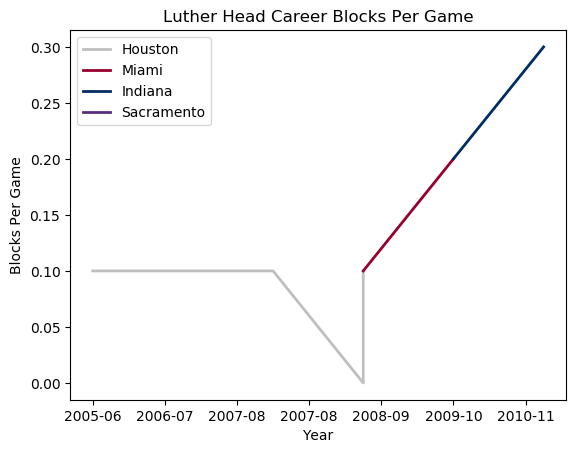 Luther Head Career Blocks Per Game
Houston
Miami
Indiana
Sacramento
Blocks Per Game
0.30
0.25
0.20
0.15
0.10
0.05
0.00
2005-06 2006-07 2007-08 2007-08 2008-09 2009-10 2010-11
Year